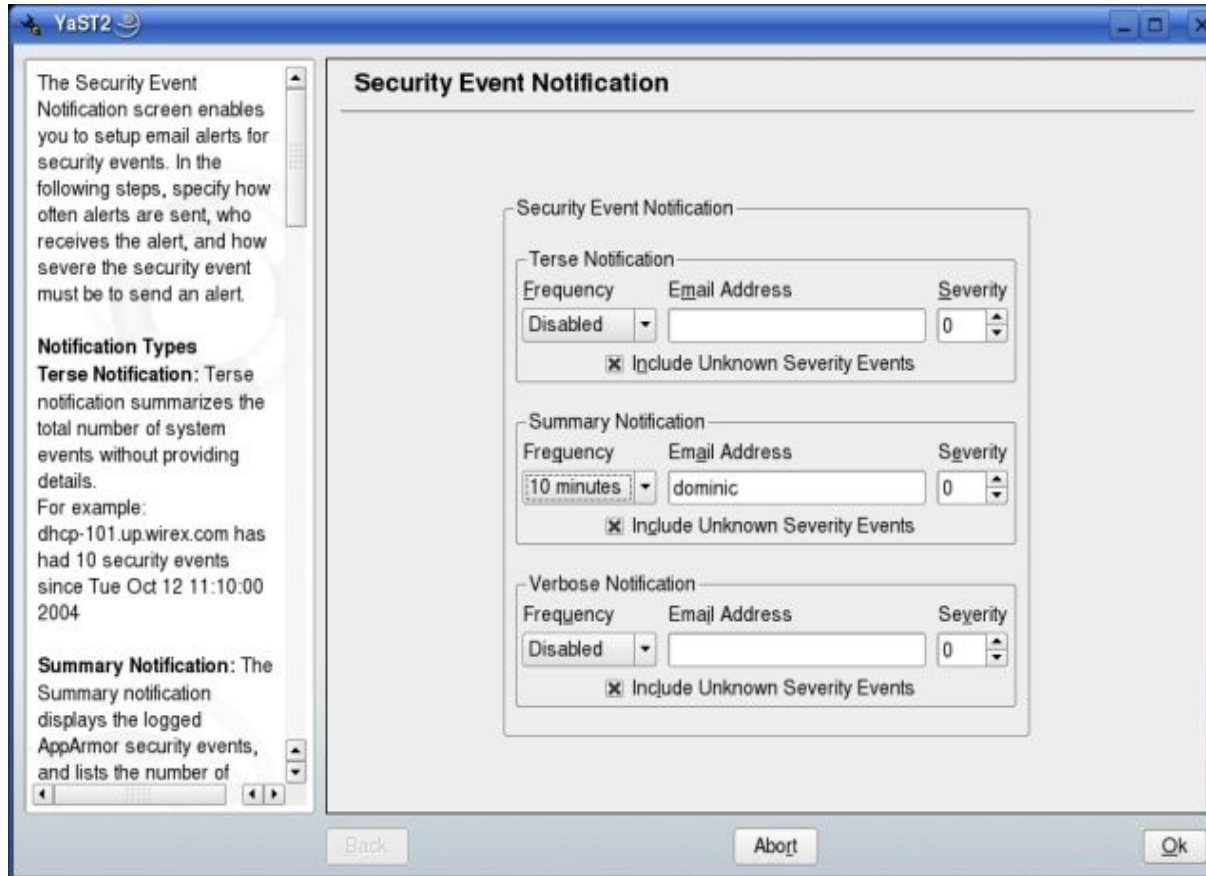 YaST2
The Security Event
Notification screen enables
you to setup email alerts for
security events. In the
following steps, specify how
often alerts are sent, who
receives the alert, and how
severe the security event
must be to send an alert.
Notification Types
Terse Notification: Terse
notification summarizes the
total number of system
events without providing
details.
For example:
dhcp-101.up.wirex.com has
had 10 security events
since Tue Oct 12 11:10:00
2004
Summary Notification: The
Summary notification
displays the logged
AppArmor security events,
and lists the number of
Security Event Notification
Security Event Notification
Terse Notification
Frequency Email Address Severity
Disabled 0
Include Unknown Severity Events
Summary Notification
Frequency Email Address Severity
10 minutes dominic 0
Include Unknown Severity Events
Verbose Notification
Frequency Email Address Severity
Disabled 0
Include Unknown Severity Events
Back Abort Ok